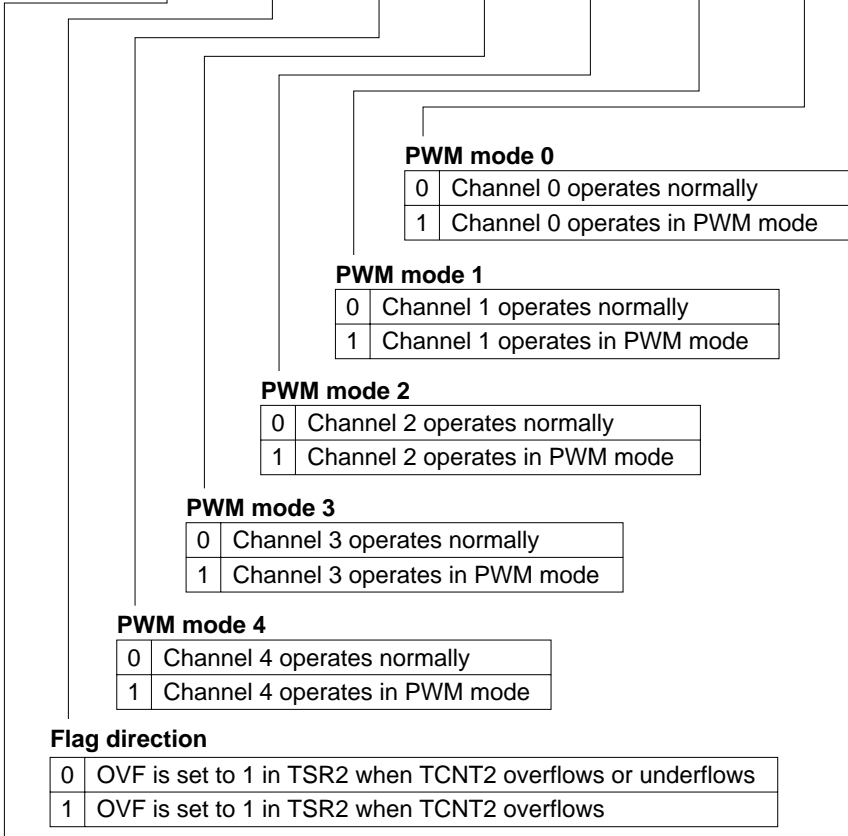 PWM mode 0
0 Channel 0 operates normally
1 Channel 0 operates in PWM mode
PWM mode 1
0 Channel 1 operates normally
1 Channel 1 operates in PWM mode
PWM mode 2
0 Channel 2 operates normally
1 Channel 2 operates in PWM mode
PWM mode 3
0 Channel 3 operates normally
1 Channel 3 operates in PWM mode
PWM mode 4
0 Channel 4 operates normally
1 Channel 4 operates in PWM mode
Flag direction
0 OVF is set to 1 in TSR2 when TCNT2 overflows or underflows
1 OVF is set to 1 in TSR2 when TCNT2 overflows